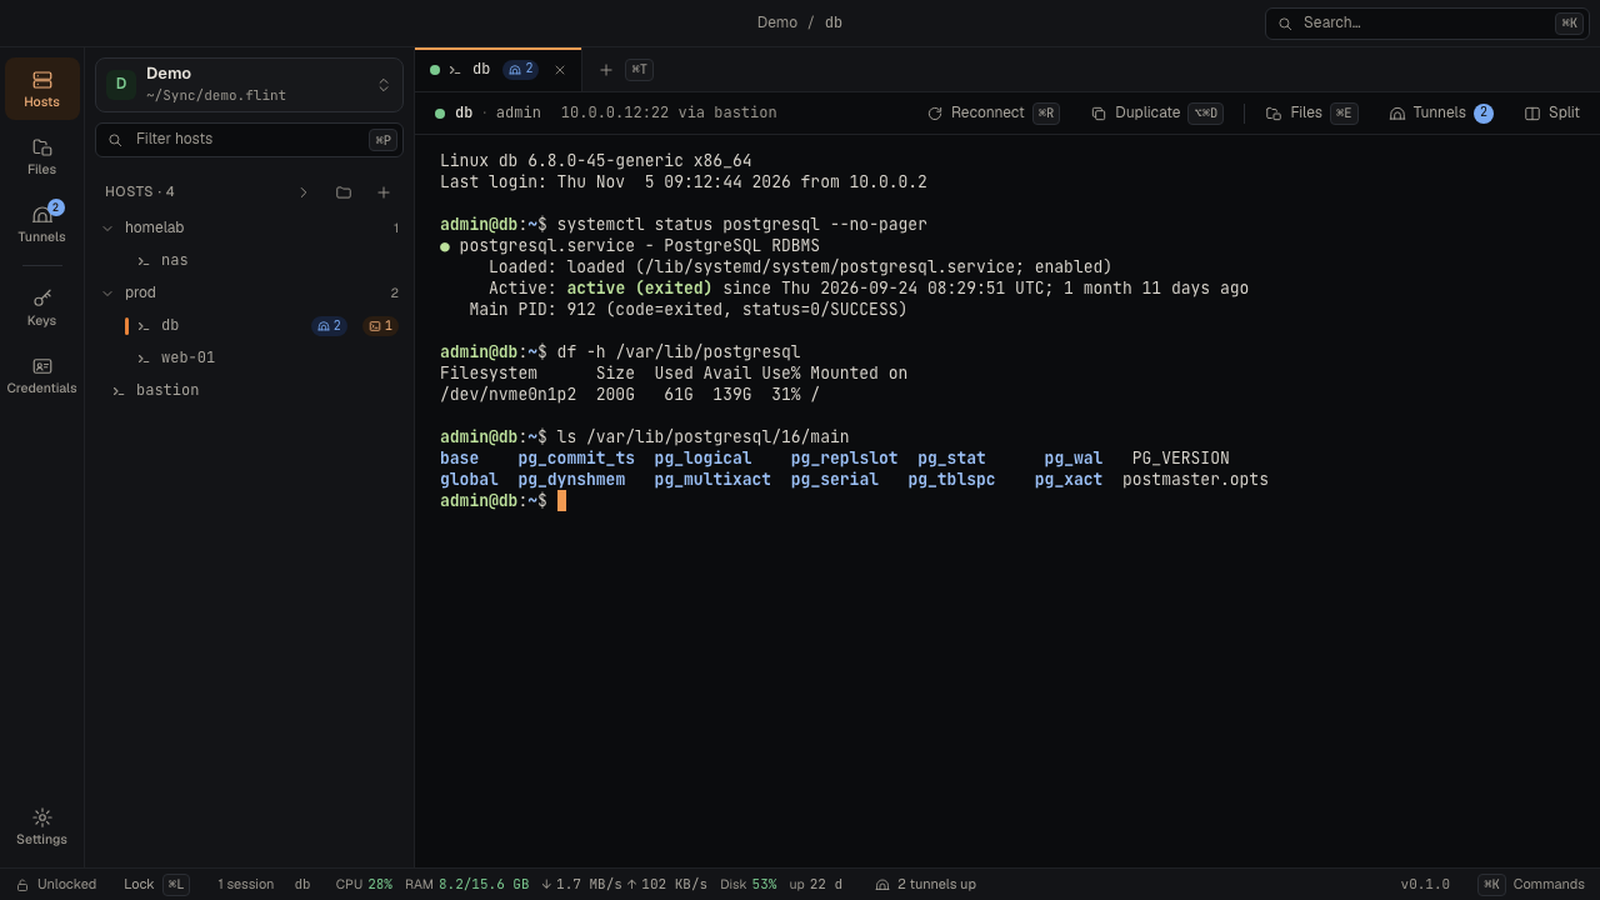 Demo / db
Search… ⌘K
Hosts
Files
2
Tunnels
Keys
Credentials
Settings
D
Demo
~/Sync/demo.flint
Filter hosts ⌘P
HOSTS · 4
homelab 1
nas
prod 2
db 2 1
web-01
bastion
db 2
⌘T
db · admin 10.0.0.12:22 via bastion
Reconnect ⌘R Duplicate ⌥⌘D Files ⌘E Tunnels 2 Split
Linux db 6.8.0-45-generic x86_64
Last login: Thu Nov  5 09:12:44 2026 from 10.0.0.2
admin@db:~$ systemctl status postgresql --no-pager
● postgresql.service - PostgreSQL RDBMS
     Loaded: loaded (/lib/systemd/system/postgresql.service; enabled)
     Active: active (exited) since Thu 2026-09-24 08:29:51 UTC; 1 month 11 days ago
   Main PID: 912 (code=exited, status=0/SUCCESS)
admin@db:~$ df -h /var/lib/postgresql
Filesystem      Size  Used Avail Use% Mounted on
/dev/nvme0n1p2  200G   61G  139G  31% /
admin@db:~$ ls /var/lib/postgresql/16/main
base    pg_commit_ts  pg_logical    pg_replslot  pg_stat      pg_wal   PG_VERSION
global  pg_dynshmem   pg_multixact  pg_serial   pg_tblspc    pg_xact  postmaster.opts
admin@db:~$
Unlocked Lock ⌘L 1 session db CPU 28% RAM 8.2/15.6 GB ↓ 1.7 MB/s ↑ 102 KB/s Disk 53% up 22 d 2 tunnels up v0.1.0 ⌘K Commands